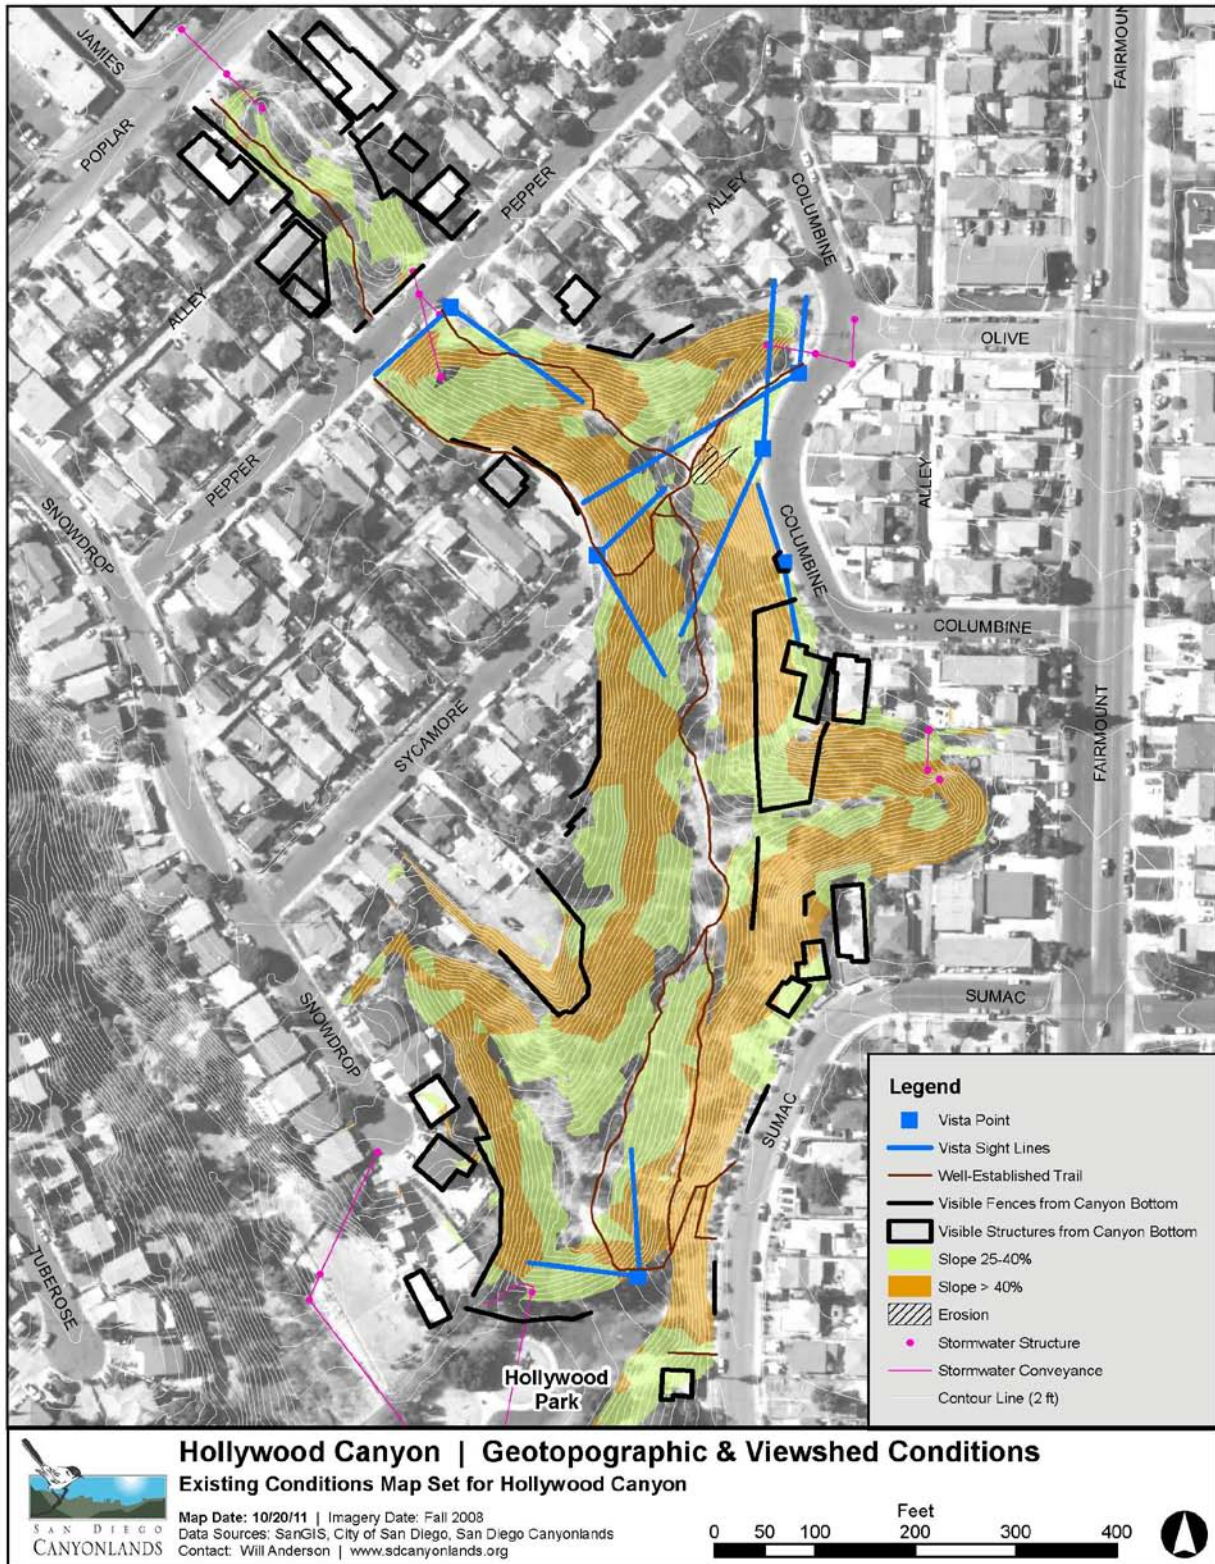 JAMIES
POPLAR
PEPPER
ALLEY
ALLEY
COLUMBINE
FAIRMOUNT
OLIVE
PEPPER
SNOWDROP
ALLEY
COLUMBINE
COLUMBINE
SYCAMORE
FAIRMOUNT
SUMAC
SNOWDROP
SUMAC
TUBEROSE
Hollywood
Park
Legend
Vista Point
Vista Sight Lines
Well-Established Trail
Visible Fences from Canyon Bottom
Visible Structures from Canyon Bottom
Slope 25-40%
Slope > 40%
Erosion
Stormwater Structure
Stormwater Conveyance
Contour Line (2 ft)
Hollywood Canyon | Geotopographic & Viewshed Conditions
Existing Conditions Map Set for Hollywood Canyon
Map Date: 10/20/11 | Imagery Date: Fall 2008
Data Sources: SanGIS, City of San Diego, San Diego Canyonlands
Contact: Will Anderson | www.sdcanyonlands.org
SAN DIEGO
CANYONLANDS
Feet
0 50 100 200 300 400